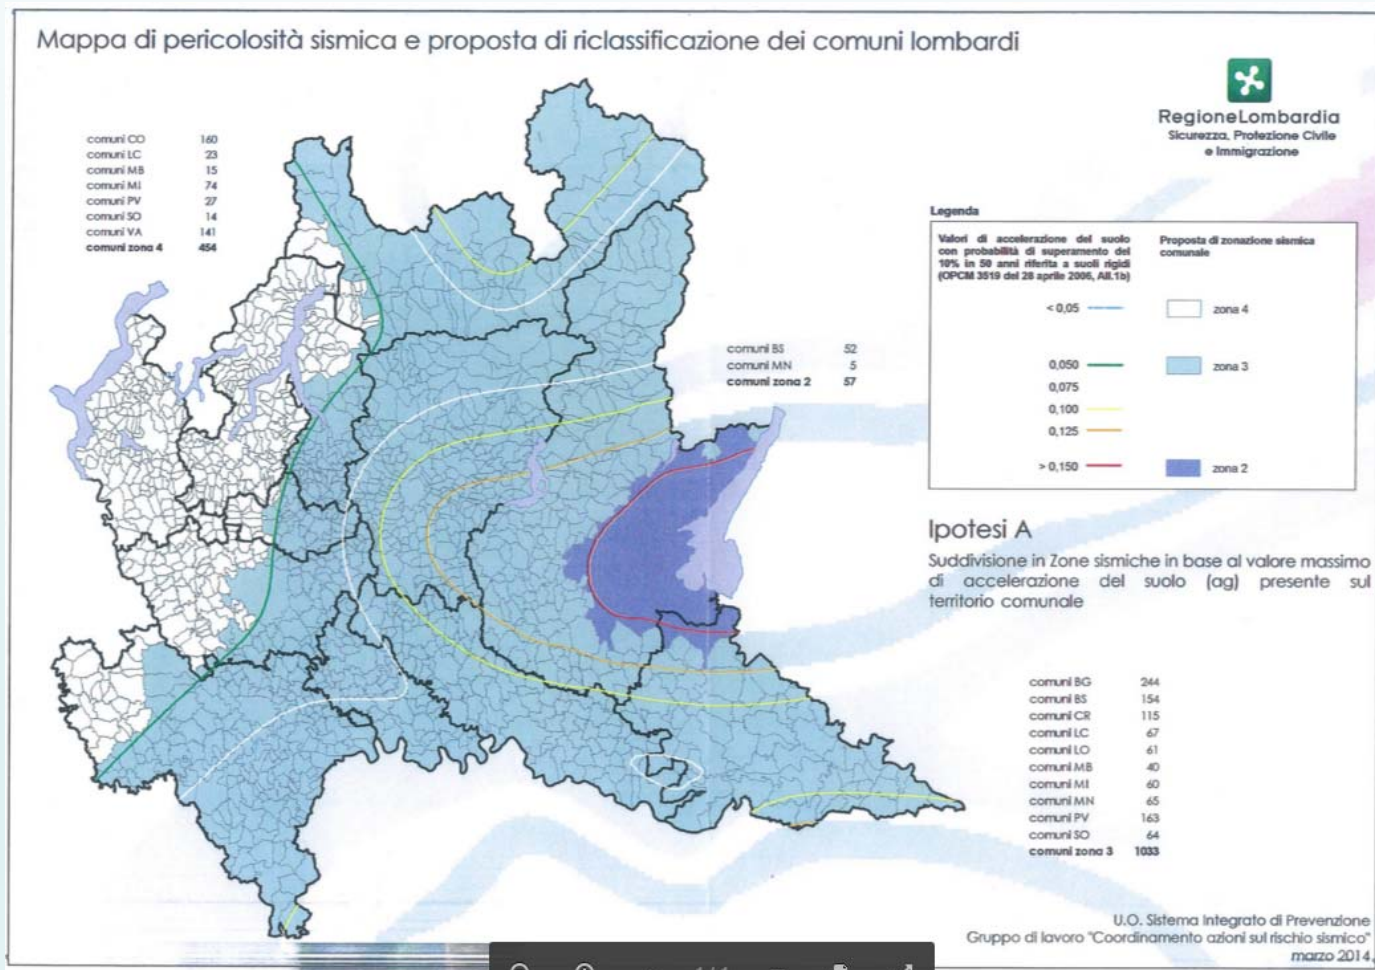 Mappa di pericolosità sismica e proposta di riclassificazione dei comuni lombardi
RegioneLombardia
Sicurezza, Protezione Civile
e Immigrazione
comuni CO 160
comuni LC 23
comuni MB 15
comuni MI 74
comuni PV 27
comuni SO 14
comuni VA 141
comuni zona 4 454
Legenda
Valori di accelerazione del suolo
con probabilità di superamento del
10% in 50 anni riferita a suoli rigidi
(OPCM 3519 del 28 aprile 2006, All.1b)
Proposta di zonazione sismica
comunale
< 0,05 zona 4
0,050 zona 3
0,075
0,100
0,125
> 0,150 zona 2
comuni BS 52
comuni MN 5
comuni zona 2 57
Ipotesi A
Suddivisione in Zone sismiche in base al valore massimo
di accelerazione del suolo (ag) presente sul
territorio comunale
comuni BG 244
comuni BS 154
comuni CR 115
comuni LC 67
comuni LO 61
comuni MB 40
comuni MI 60
comuni MN 65
comuni PV 163
comuni SO 64
comuni zona 3 1033
U.O. Sistema Integrato di Prevenzione
Gruppo di lavoro "Coordinamento azioni sul rischio sismico"
marzo 2014